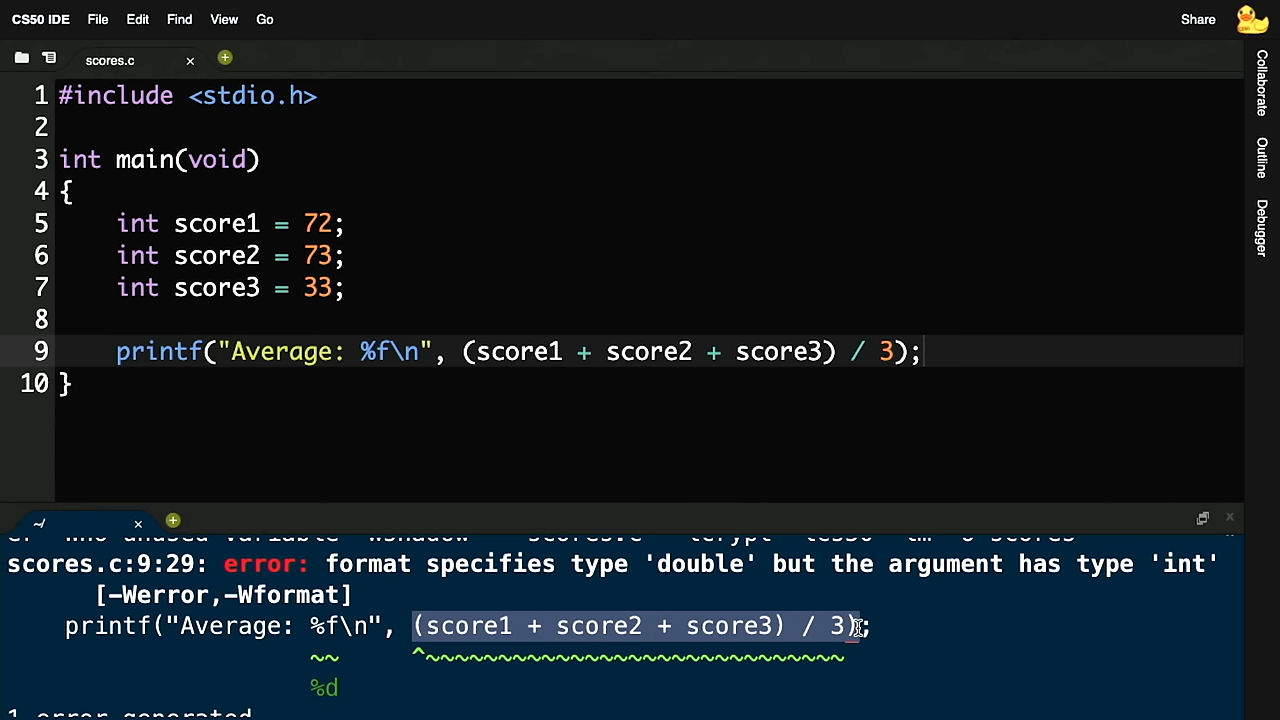 CS50 IDE File Edit Find View Go Share
scores.c
1 #include <stdio.h>
2
3 int main(void)
4 {
5 int score1 = 72;
6 int score2 = 73;
7 int score3 = 33;
8
9 printf("Average: %f\n", (score1 + score2 + score3) / 3);
10 }
Collaborate
Outline
Debugger
~/
scores.c:9:29: error: format specifies type 'double' but the argument has type 'int'
[-Werror,-Wformat]
printf("Average: %f\n", (score1 + score2 + score3) / 3);
~~ ^~~~~~~~~~~~~~~~~~~~~~~~~~~~~
%d
1 error generated